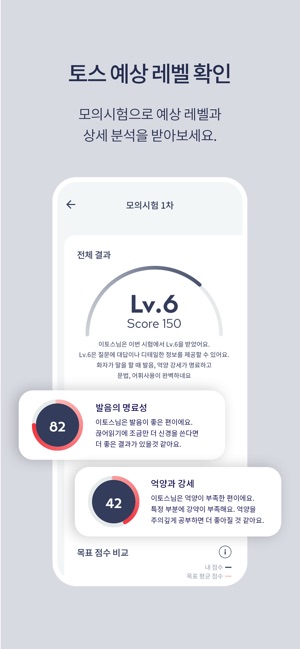 토스 예상 레벨 확인
모의시험으로 예상 레벨과
상세 분석을 받아보세요.
모의시험 1차
전체 결과
Lv.6
Score 150
이토스님은 이번 시험에서 Lv.6을 받았어요.
Lv.6은 질문에 대답이나 디테일한 정보를 제공할 수 있어요.
화자가 말을 할 때 발음, 억양 강세가 명료하고
문법, 어휘사용이 완벽하네요
82
발음의 명료성
이토스님은 발음이 좋은 편이에요.
끊어읽기에 조금만 더 신경을 쓴다면
더 좋은 결과가 있을것 같아요.
42
억양과 강세
이토스님은 억양이 부족한 편이에요.
특정 부분에 강약이 부족해요. 억양을
주의깊게 공부하면 더 좋아질 것 같아요.
목표 점수 비교
내 점수
목표 평균 점수